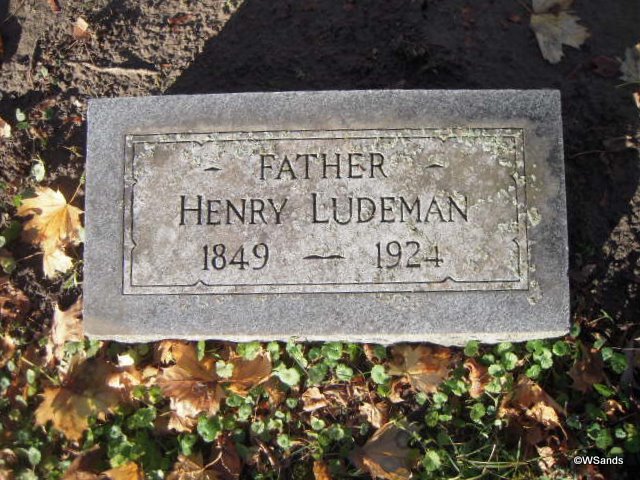 - FATHER -
HENRY LUDEMAN
1849 — 1924
©WSands